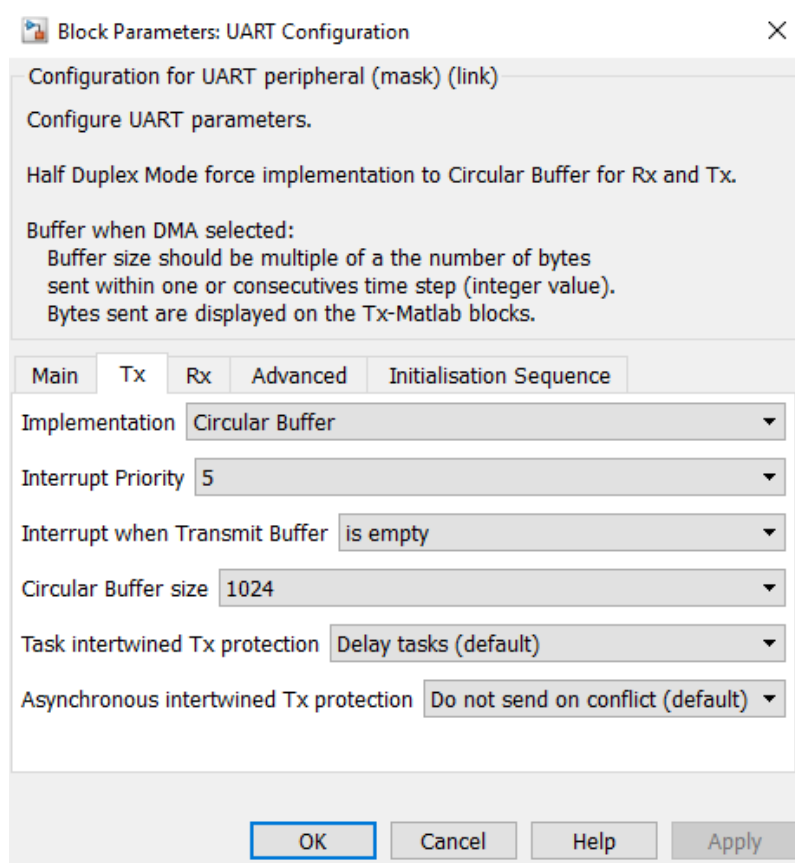 Block Parameters: UART Configuration
Configuration for UART peripheral (mask) (link)
Configure UART parameters.
Half Duplex Mode force implementation to Circular Buffer for Rx and Tx.
Buffer when DMA selected:
Buffer size should be multiple of a the number of bytes
sent within one or consecutives time step (integer value).
Bytes sent are displayed on the Tx-Matlab blocks.
Main Tx Rx Advanced Initialisation Sequence
Implementation Circular Buffer
Interrupt Priority 5
Interrupt when Transmit Buffer is empty
Circular Buffer size 1024
Task intertwined Tx protection Delay tasks (default)
Asynchronous intertwined Tx protection Do not send on conflict (default)
OK Cancel Help Apply